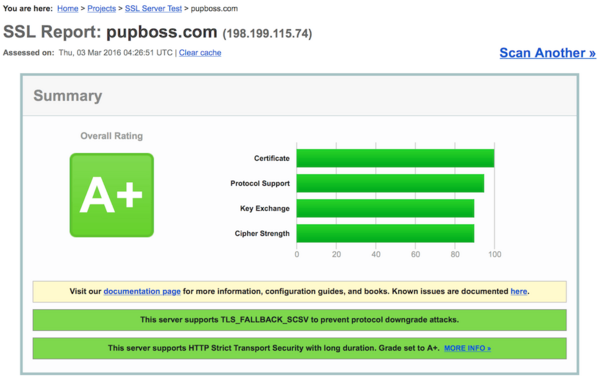 You are here: Home > Projects > SSL Server Test > pupboss.com
SSL Report: pupboss.com (198.199.115.74)
Assessed on: Thu, 03 Mar 2016 04:26:51 UTC | Clear cache
Scan Another »
Summary
Overall Rating
A+
Certificate
Protocol Support
Key Exchange
Cipher Strength
0 20 40 60 80 100
Visit our documentation page for more information, configuration guides, and books. Known issues are documented here.
This server supports TLS_FALLBACK_SCSV to prevent protocol downgrade attacks.
This server supports HTTP Strict Transport Security with long duration. Grade set to A+. MORE INFO »